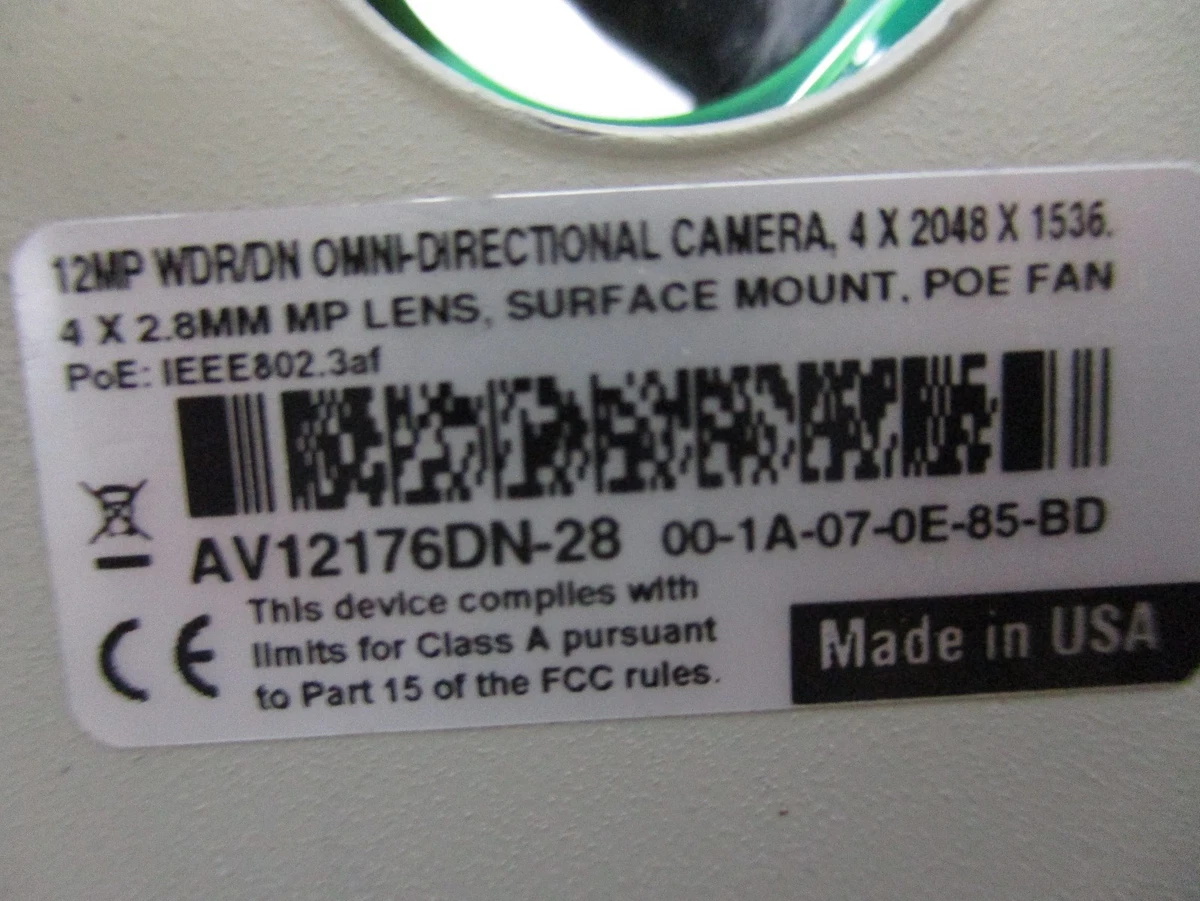 12MP WDR/DN OMNI-DIRECTIONAL CAMERA, 4 X 2048 X 1536.
4 X 2.8MM MP LENS, SURFACE MOUNT, POE FAN
PoE: IEEE802.3af
AV12176DN-28 00-1A-07-0E-85-BD
CE
This device complies with
limits for Class A pursuant
to Part 15 of the FCC rules.
Made in USA